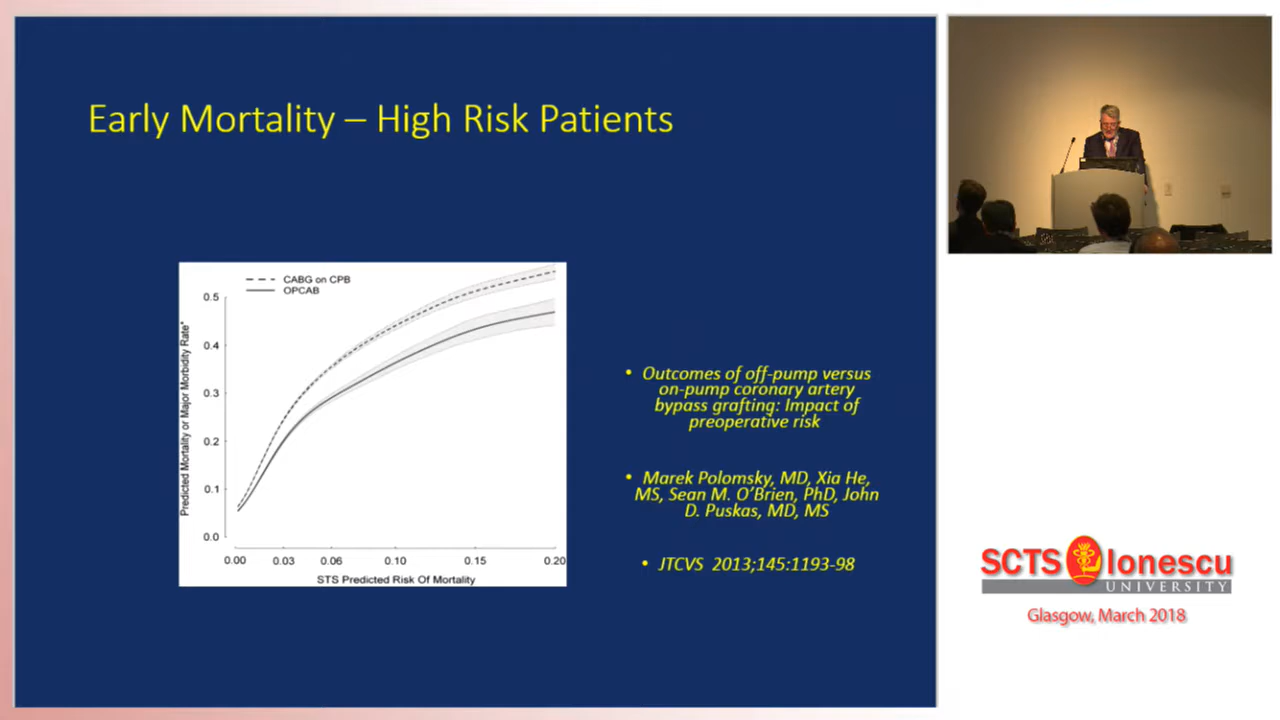 Early Mortality – High Risk Patients
CABG on CPB
OPCAB
Predicted Mortality or Major Morbidity Rate*
0.5
0.4
0.3
0.2
0.1
0.0
0.00 0.03 0.06 0.10 0.15 0.20
STS Predicted Risk Of Mortality
• Outcomes of off-pump versus
on-pump coronary artery
bypass grafting: Impact of
preoperative risk
• Marek Polomsky, MD, Xia He,
MS, Sean M. O’Brien, PhD, John
D. Puskas, MD, MS
• JTCVS 2013;145:1193-98
SCTS Ionescu
UNIVERSITY
Glasgow, March 2018